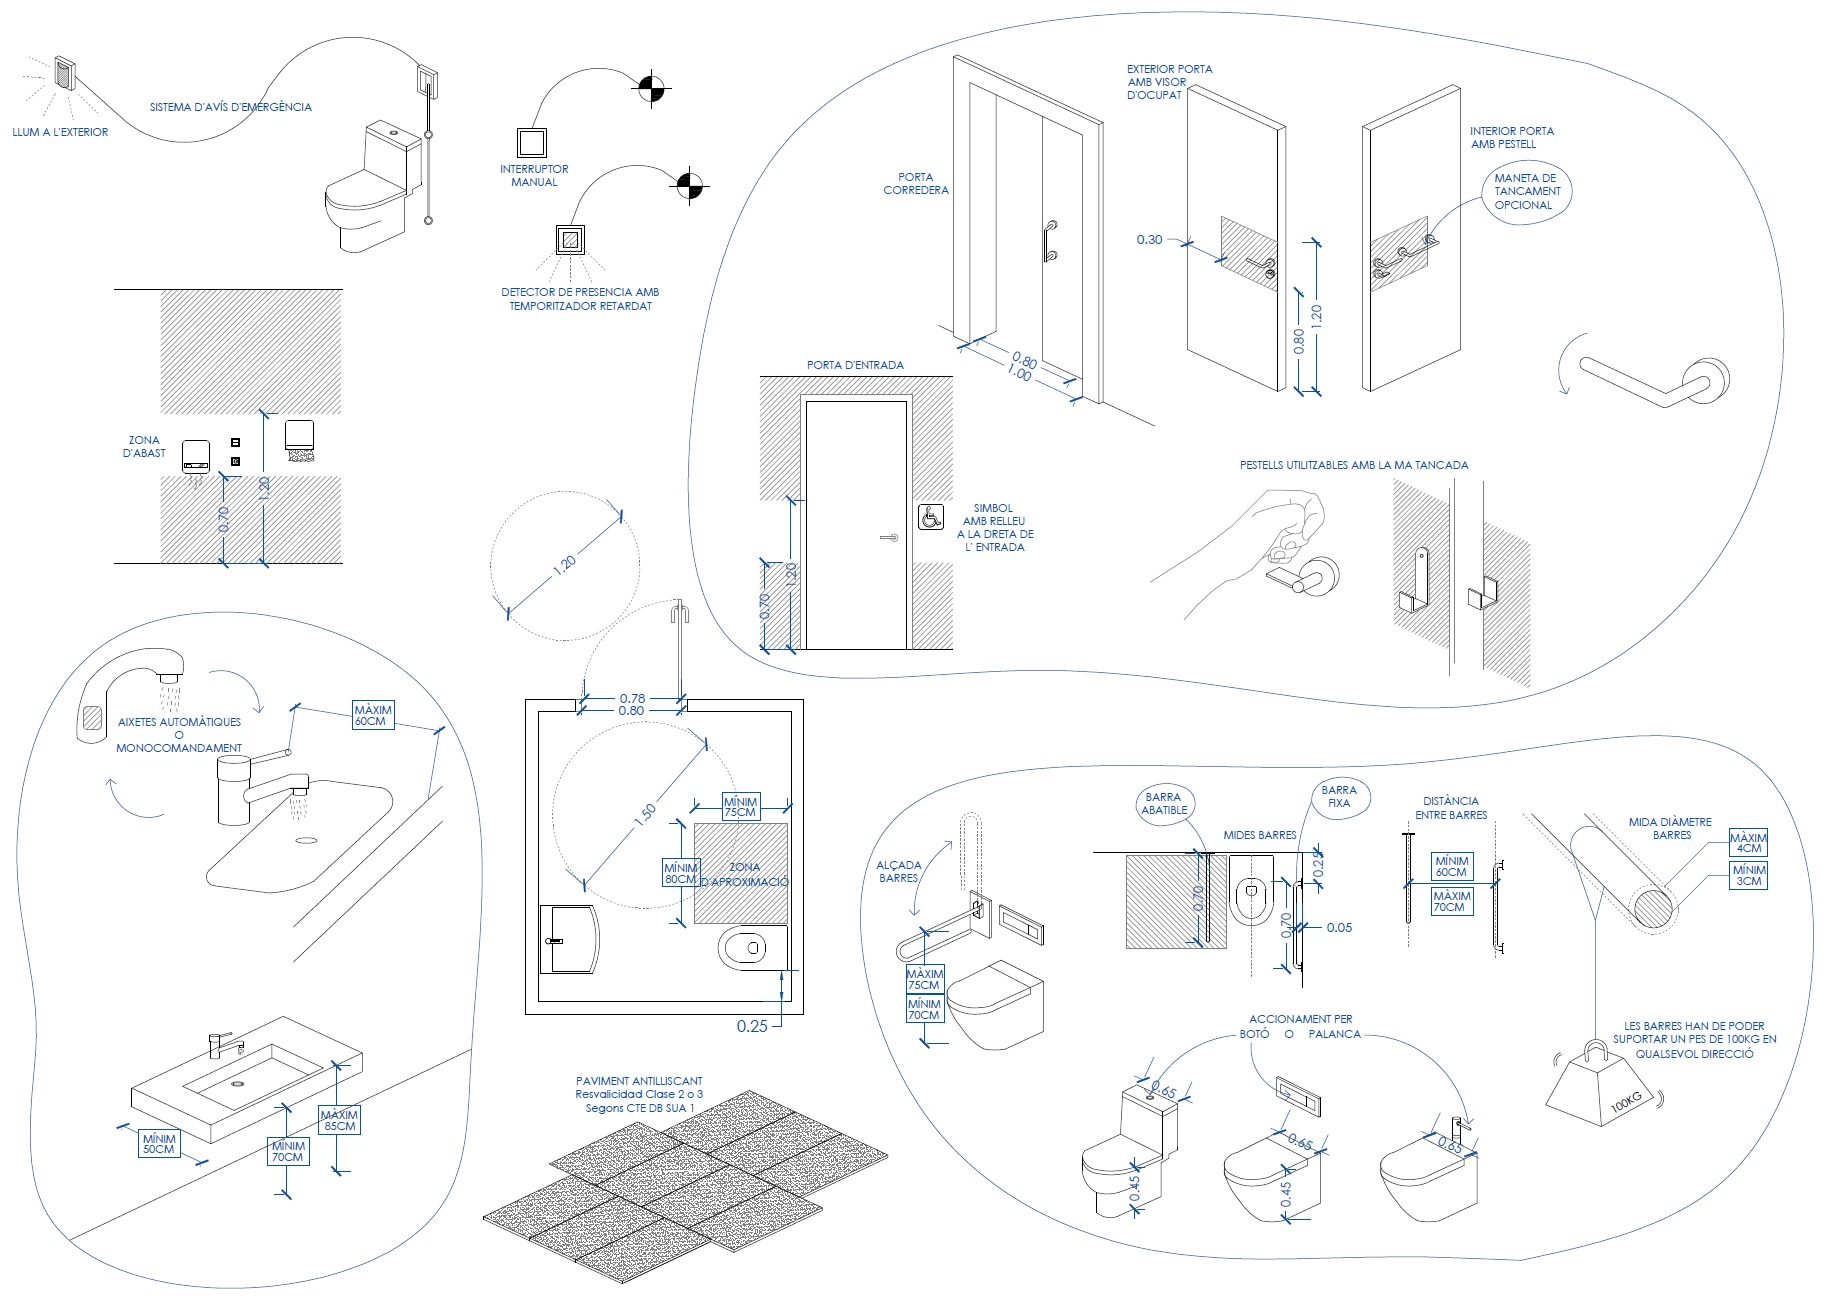 SISTEMA D'AVÍS D'EMERGÈNCIA
LLUM A L'EXTERIOR
INTERRUPTOR
MANUAL
DETECTOR DE PRESENCIA AMB
TEMPORITZADOR RETARDAT
ZONA
D'ABAST
0.70
1.20
EXTERIOR PORTA
AMB VISOR
D'OCUPAT
INTERIOR PORTA
AMB PESTELL
MANETA DE
TANCAMENT
OPCIONAL
PORTA
CORREDERA
0.30
0.80
1.20
0.80
1.00
PORTA D'ENTRADA
SIMBOL
AMB RELLEU
A LA DRETA DE
L' ENTRADA
0.70
1.20
PESTELLS UTILITZABLES AMB LA MA TANCADA
1.20
0.78
0.80
1.50
MÍNIM
75CM
MÍNIM
80CM
ZONA
D'APROXIMACIÓ
0.25
AIXETES AUTOMÀTIQUES
O
MONOCOMANDAMENT
MÀXIM
60CM
MÍNIM
50CM
MÍNIM
70CM
MÀXIM
85CM
PAVIMENT ANTILLISCANT
Resvalicidad Clase 2 o 3
Segons CTE DB SUA 1
ALÇADA
BARRES
MÀXIM
75CM
MÍNIM
70CM
BARRA
ABATIBLE
BARRA
FIXA
MIDES BARRES
0.25
0.70
0.70
0.05
DISTÀNCIA
ENTRE BARRES
MÍNIM
60CM
MÀXIM
70CM
MIDA DIÀMETRE
BARRES
MÀXIM
4CM
MÍNIM
3CM
LES BARRES HAN DE PODER
SUPORTAR UN PES DE 100KG EN
QUALSEVOL DIRECCIÓ
100KG
ACCIONAMENT PER
BOTÓ O PALANCA
0.65
0.45
0.65
0.45
0.65